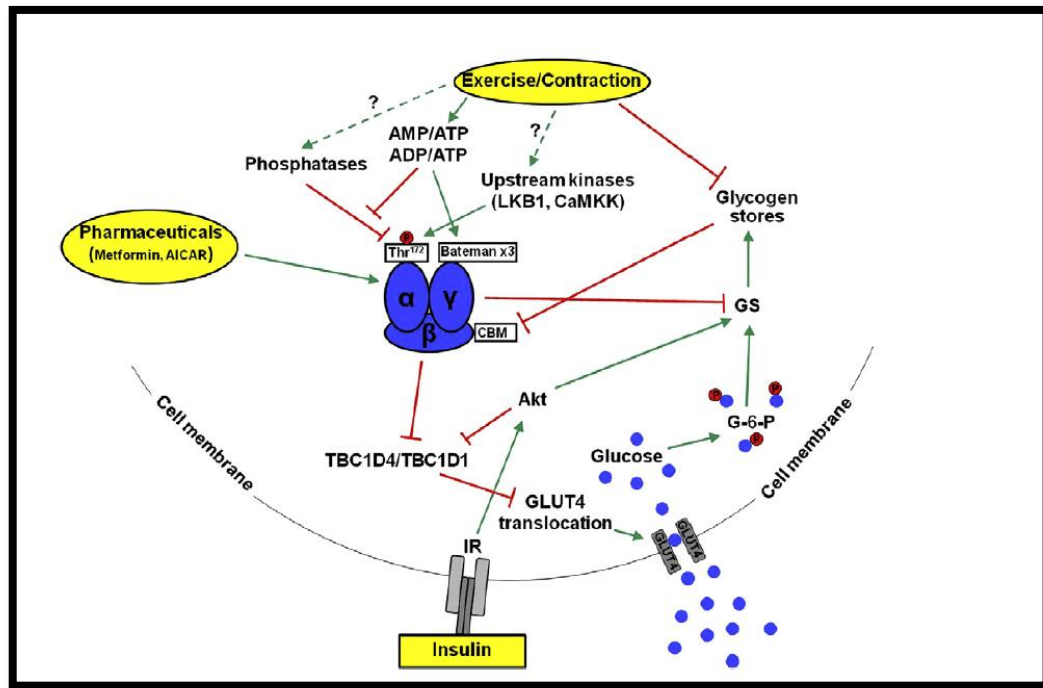 Exercise/Contraction
?
?
AMP/ATP
ADP/ATP
Phosphatases
Upstream kinases
(LKB1, CaMKK)
Glycogen
stores
Pharmaceuticals
(Metformin, AICAR)
P
Thr172
Bateman x3
α
γ
β
CBM
GS
Cell membrane
Akt
P
P
G-6-P
P
TBC1D4/TBC1D1
Glucose
Cell membrane
GLUT4
translocation
GLUT4
GLUT4
IR
Insulin